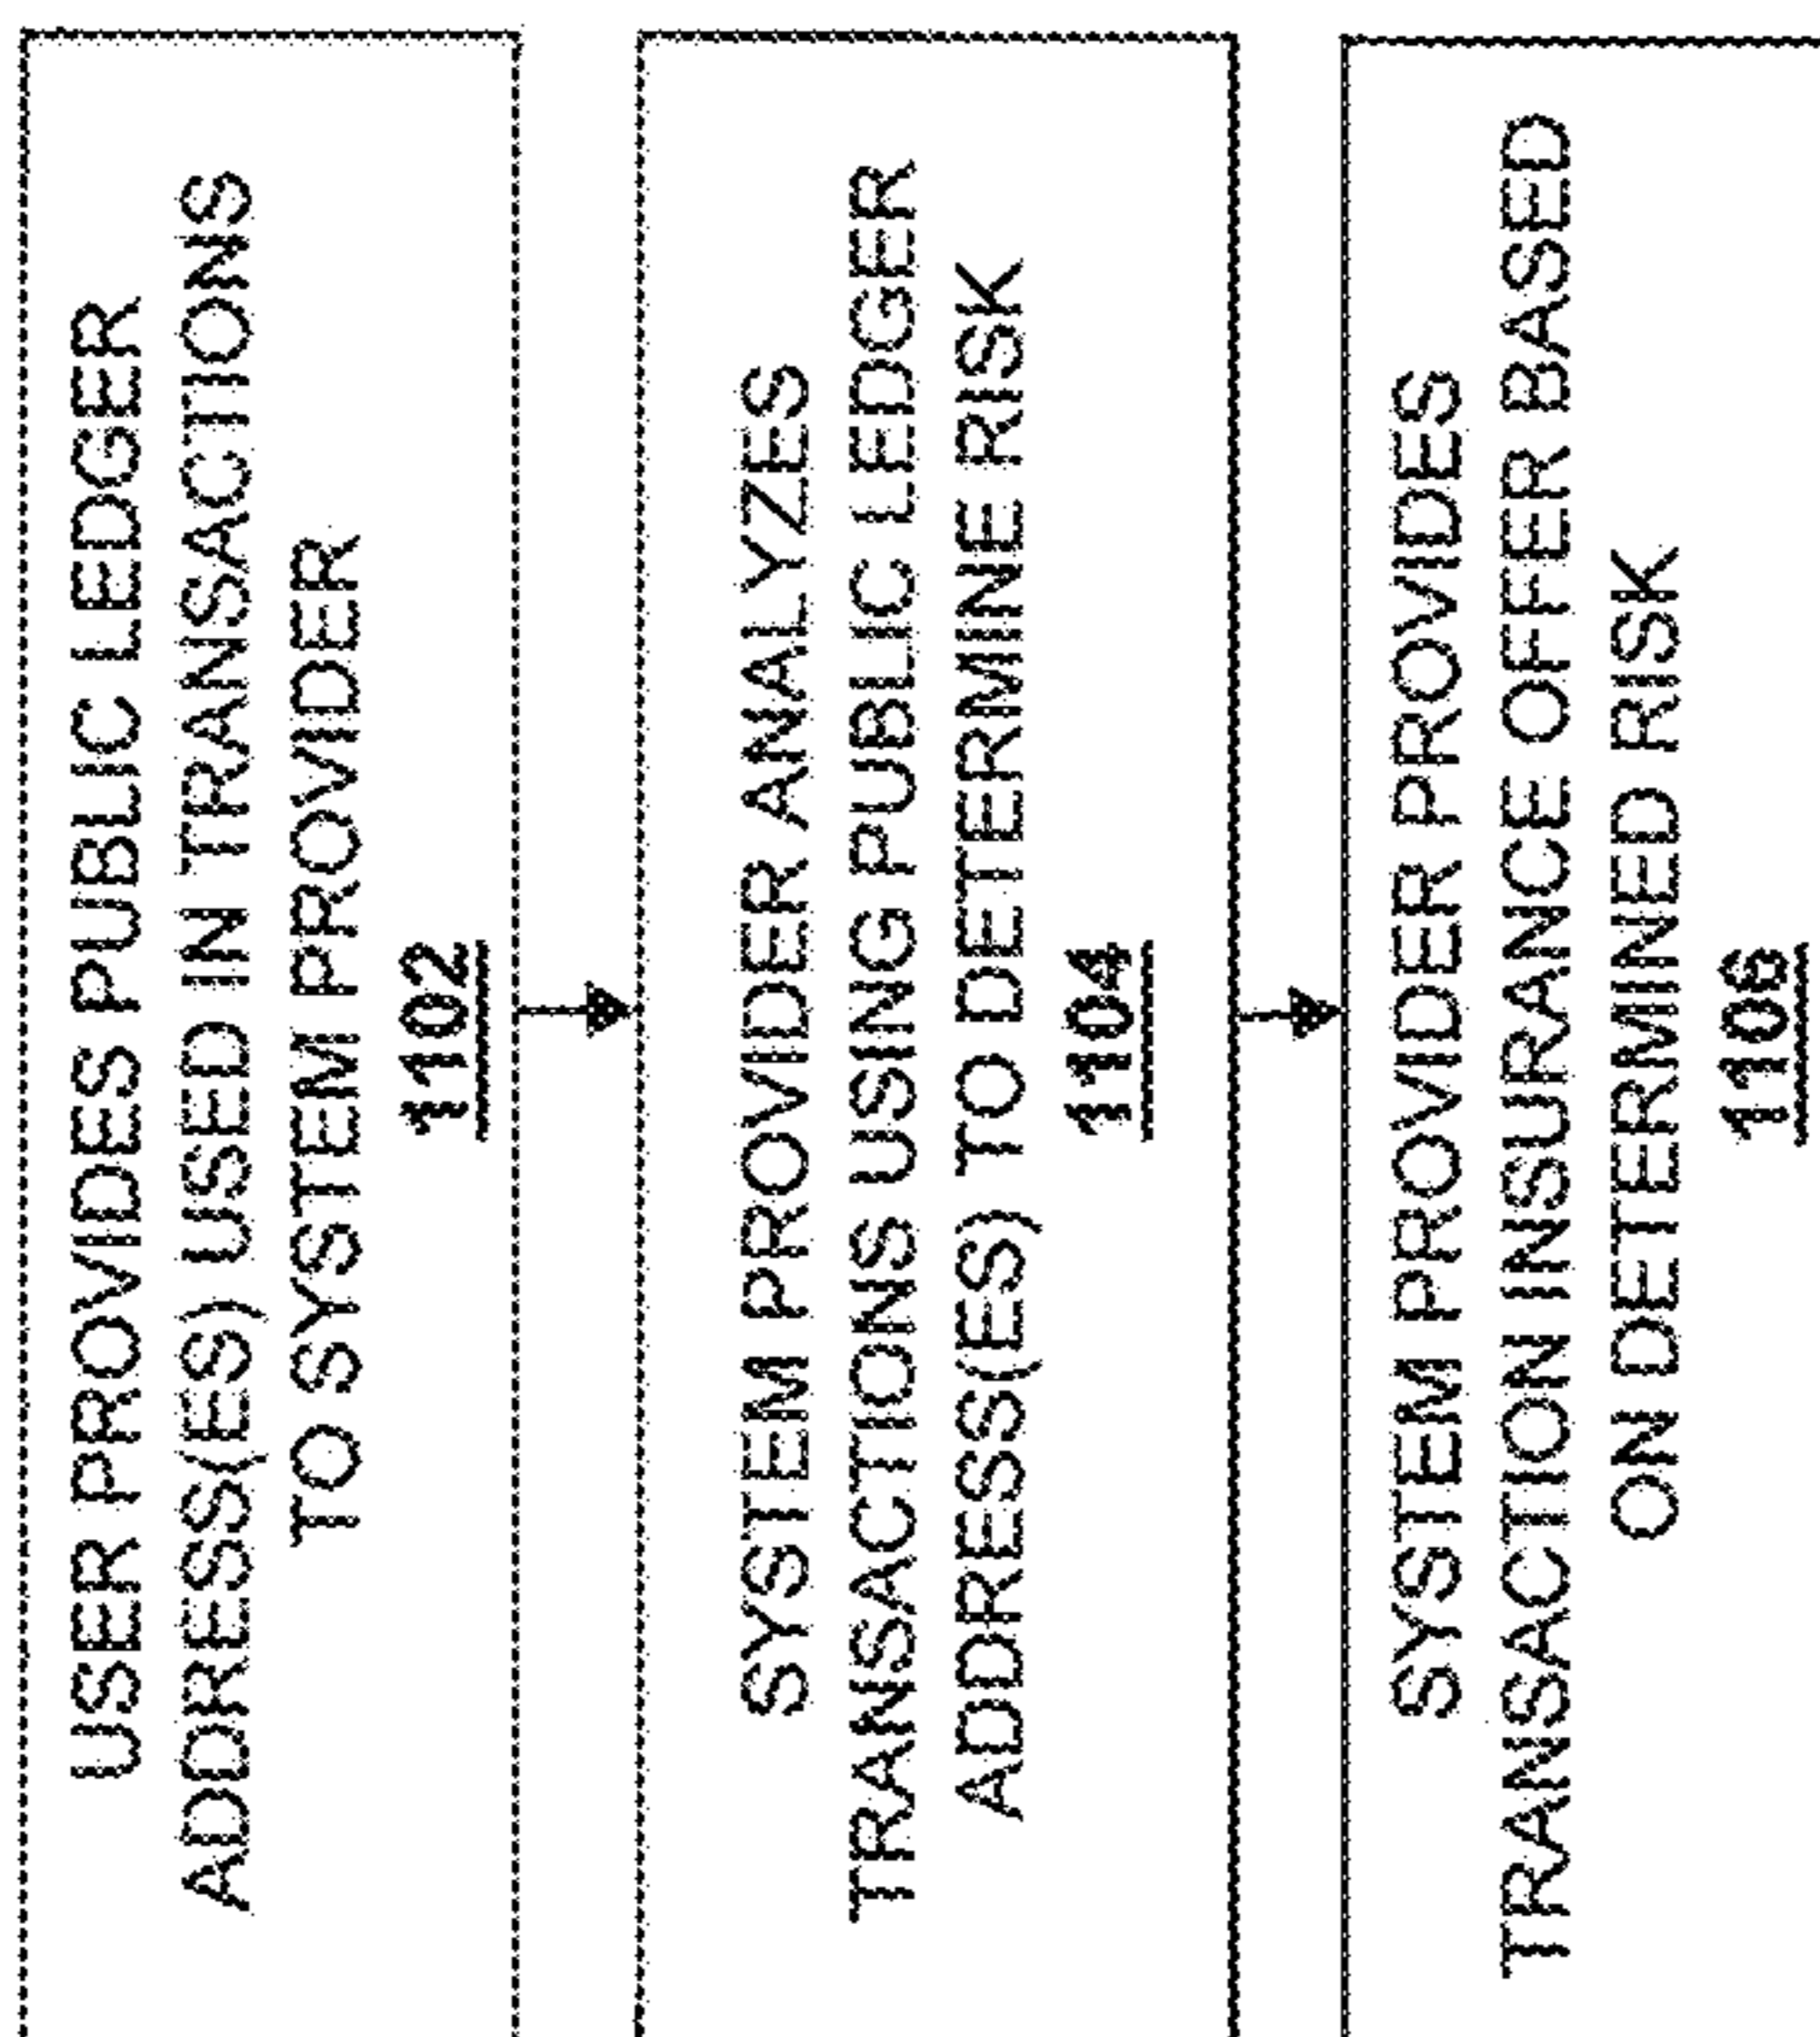 USER PROVIDES PUBLIC LEDGER
ADDRESS(ES) USED IN TRANSACTIONS
TO SYSTEM PROVIDER
1102
SYSTEM PROVIDER ANALYZES
TRANSACTIONS USING PUBLIC LEDGER
ADDRESS(ES) TO DETERMINE RISK
1104
SYSTEM PROVIDER PROVIDES
TRANSACTION INSURANCE OFFER BASED
ON DETERMINED RISK
1106